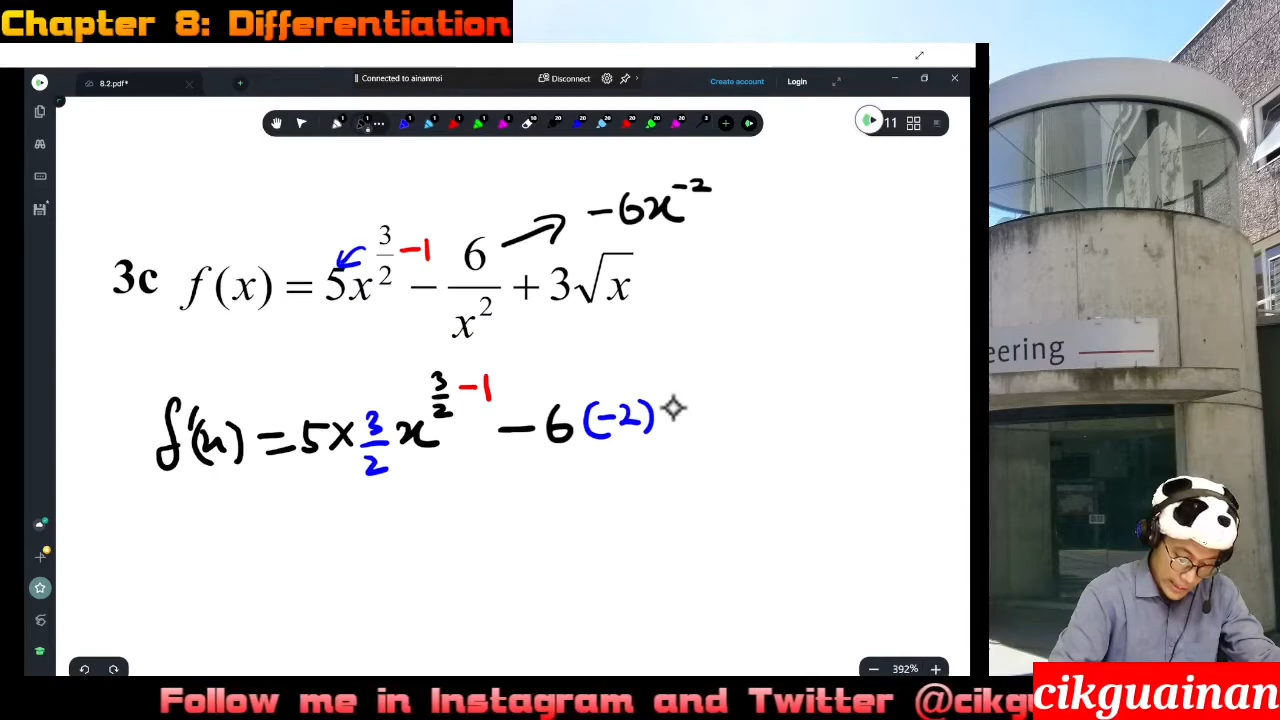 Chapter 8: Differentiation
8.2.pdf*
Connected to ainanmsi
Disconnect
Create account
Login
11
−6x⁻²
3c f(x) = 5x^(3/2) −1 − 6/x² + 3√x
f'(x) = 5 × 3/2 x^(3/2 −1) − 6 (−2)
eering
392%
Follow me in Instagram and Twitter @cikgu
cikguainan